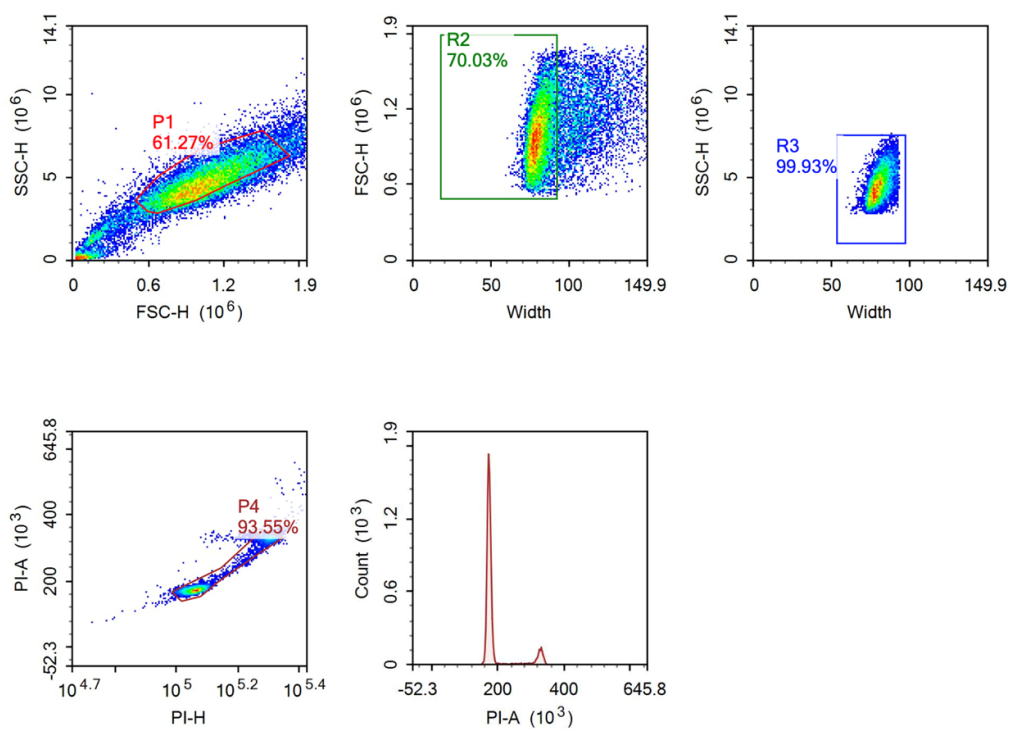 14.1
10
5
0
SSC-H (10 6)
P1
61.27%
0 0.6 1.2 1.9
FSC-H (10 6)
1.9
1.2
0.6
0
FSC-H (10 6)
R2
70.03%
0 50 100 149.9
Width
14.1
10
5
0
SSC-H (10 6)
R3
99.93%
0 50 100 149.9
Width
645.8
400
200
-52.3
PI-A (10 3)
P4
93.55%
10 4.7 10 5 10 5.2 10 5.4
PI-H
1.9
1.2
0.6
0
Count (10 3)
-52.3 200 400 645.8
PI-A (10 3)